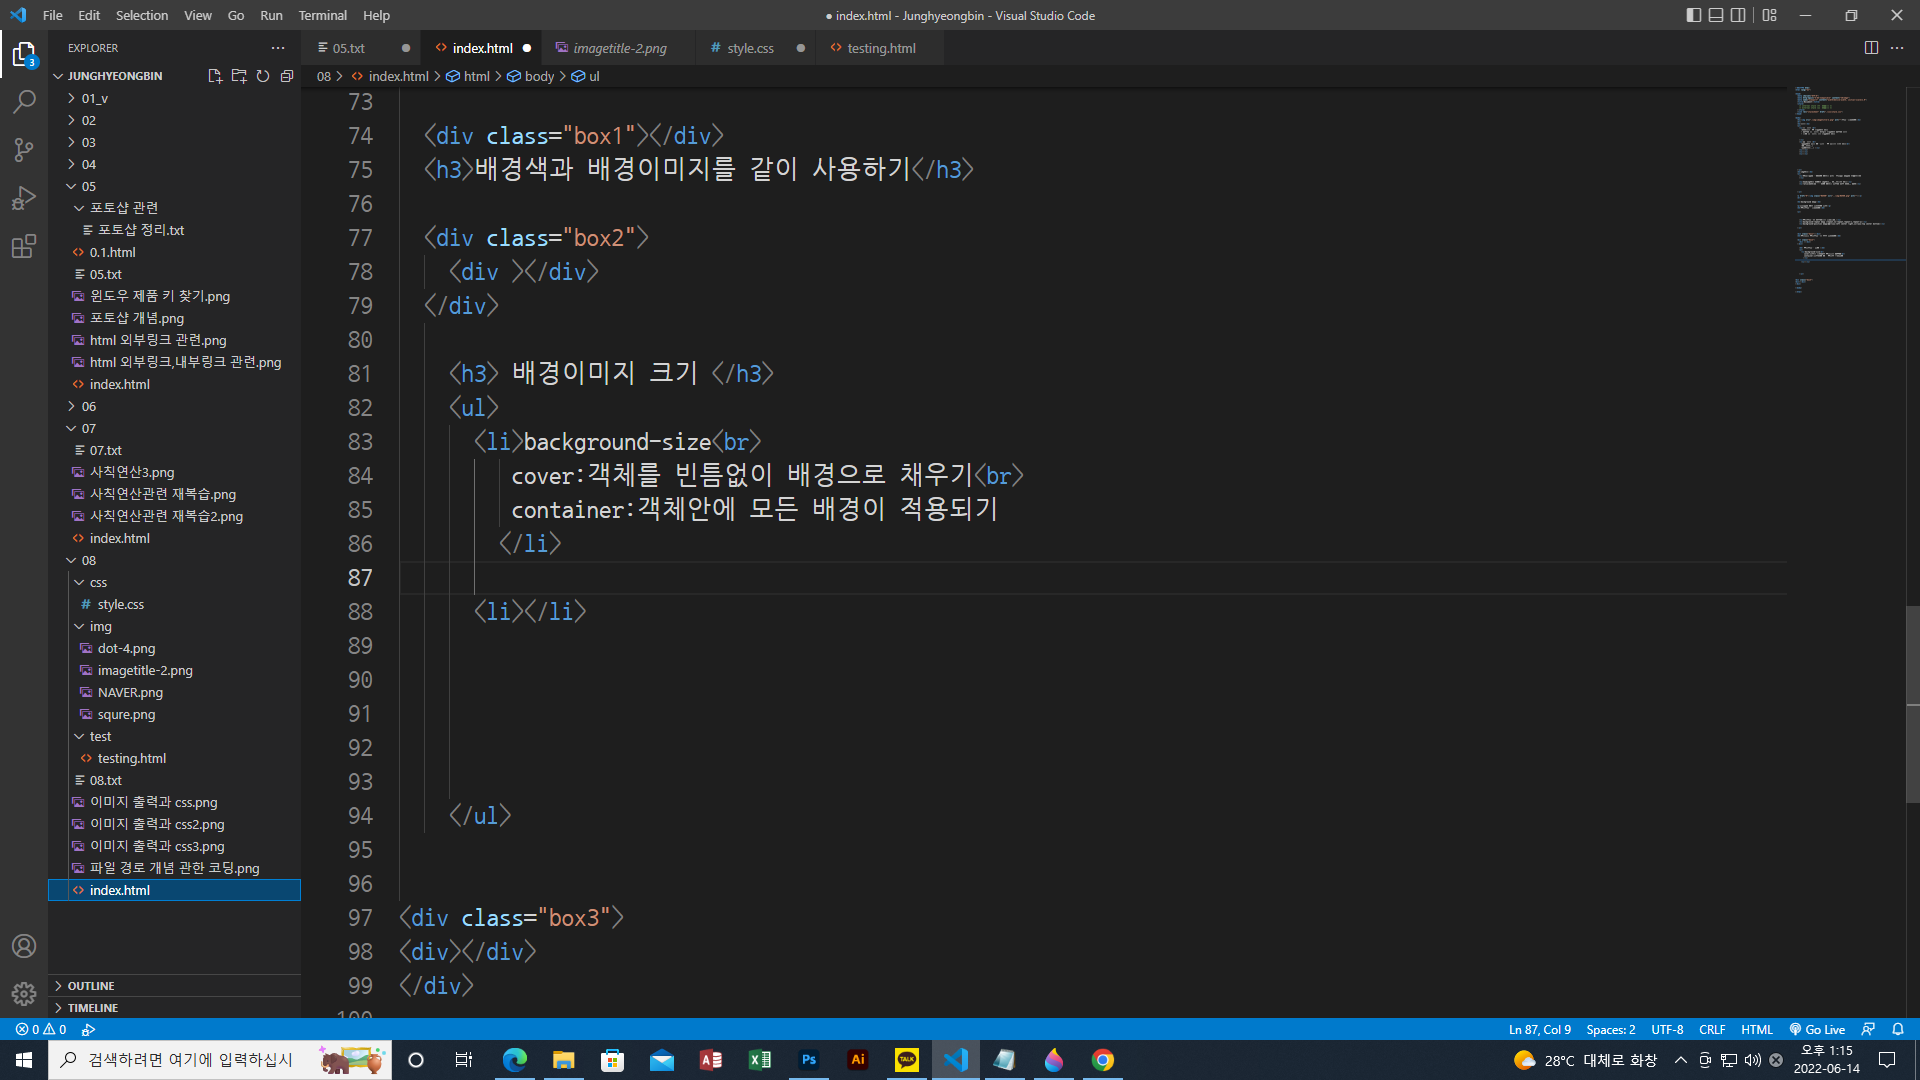 File Edit Selection View Go Run Terminal Help
● index.html - Junghyeongbin - Visual Studio Code
EXPLORER
05.txt
index.html
imagetitle-2.png
# style.css
testing.html
3
JUNGHYEONGBIN
08 > index.html > html > body > ul
01_v
02
03
04
05
포토샵 관련
포토샵 정리.txt
0.1.html
05.txt
윈도우 제품 키 찾기.png
포토샵 개념.png
html 외부링크 관련.png
html 외부링크,내부링크 관련.png
index.html
06
07
07.txt
사칙연산3.png
사칙연산관련 재복습.png
사칙연산관련 재복습2.png
index.html
08
css
# style.css
img
dot-4.png
imagetitle-2.png
NAVER.png
squre.png
test
testing.html
08.txt
이미지 출력과 css.png
이미지 출력과 css2.png
이미지 출력과 css3.png
파일 경로 개념 관한 코딩.png
index.html
OUTLINE
TIMELINE
73
74 <div class="box1"></div>
75 <h3>배경색과 배경이미지를 같이 사용하기</h3>
76
77 <div class="box2">
78 <div ></div>
79 </div>
80
81 <h3> 배경이미지 크기 </h3>
82 <ul>
83 <li>background-size<br>
84 cover:객체를 빈틈없이 배경으로 채우기<br>
85 container:객체안에 모든 배경이 적용되기
86 </li>
87
88 <li></li>
89
90
91
92
93
94 </ul>
95
96
97 <div class="box3">
98 <div></div>
99 </div>
100
0 0
Ln 87, Col 9 Spaces: 2 UTF-8 CRLF HTML Go Live
검색하려면 여기에 입력하십시
Ps
Ai
TALK
28°C 대체로 화창
오후 1:15
2022-06-14